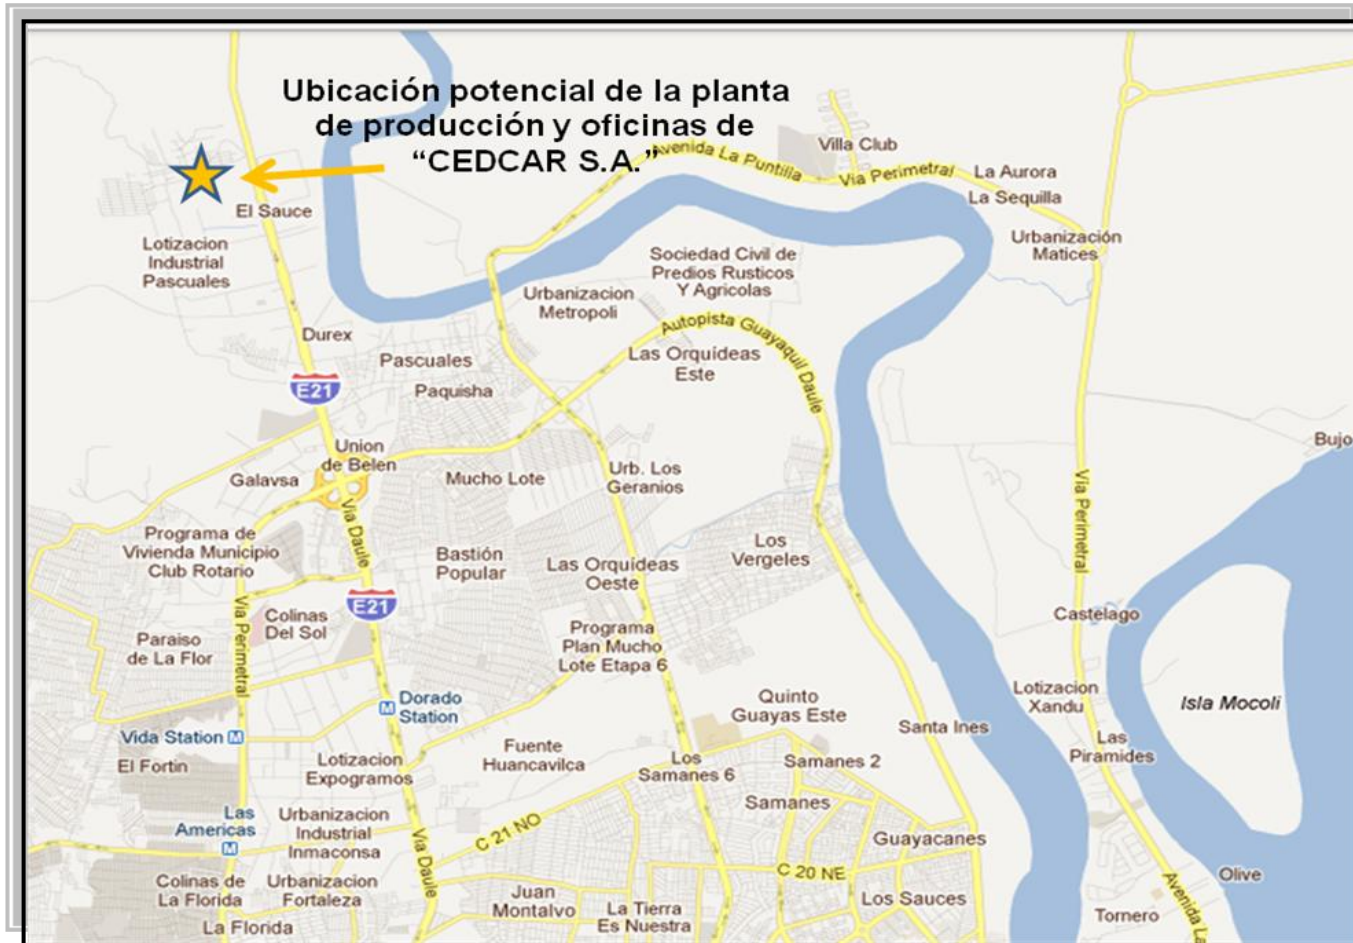 Ubicación potencial de la planta
de producción y oficinas de
“CEDCAR S.A.”
Avenida La Puntilla
Villa Club
Via Perimetral
La Aurora
La Sequilla
El Sauce
Urbanización
Matices
Lotizacion
Industrial
Pascuales
Sociedad Civil de
Predios Rusticos
Y Agricolas
Urbanizacion
Metropoli
Autopista Guayaquil Daule
Durex
Pascuales
Las Orquídeas
Este
E21
Paquisha
Union
de Belen
Bujo
Galavsa
Mucho Lote
Urb. Los
Geranios
Via Daule
Via Perimetral
Programa de
Vivienda Municipio
Club Rotario
Bastión
Popular
Las Orquídeas
Oeste
Los
Vergeles
E21
Via Perimetral
Colinas
Del Sol
Castelago
Paraiso
de La Flor
Programa
Plan Mucho
Lote Etapa 6
Dorado
Station
M
Quinto
Guayas Este
Lotizacion
Xandu
Isla Mocoli
Vida Station M
Santa Ines
El Fortin
Lotizacion
Expogramos
Fuente
Huancavilca
Los
Samanes 6
Samanes 2
Las
Piramides
Las
Americas
M
Urbanizacion
Industrial
Inmaconsa
Via Daule
C 21 NO
Samanes
Guayacanes
C 20 NE
Olive
Colinas de
La Florida
Urbanizacion
Fortaleza
Juan
Montalvo
La Tierra
Es Nuestra
Los Sauces
Tornero
Avenida La
La Florida